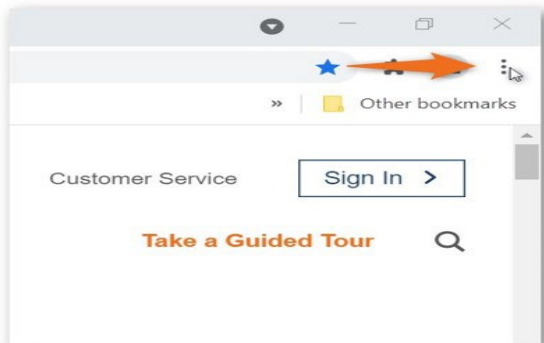 » Other bookmarks
Customer Service Sign In >
Take a Guided Tour